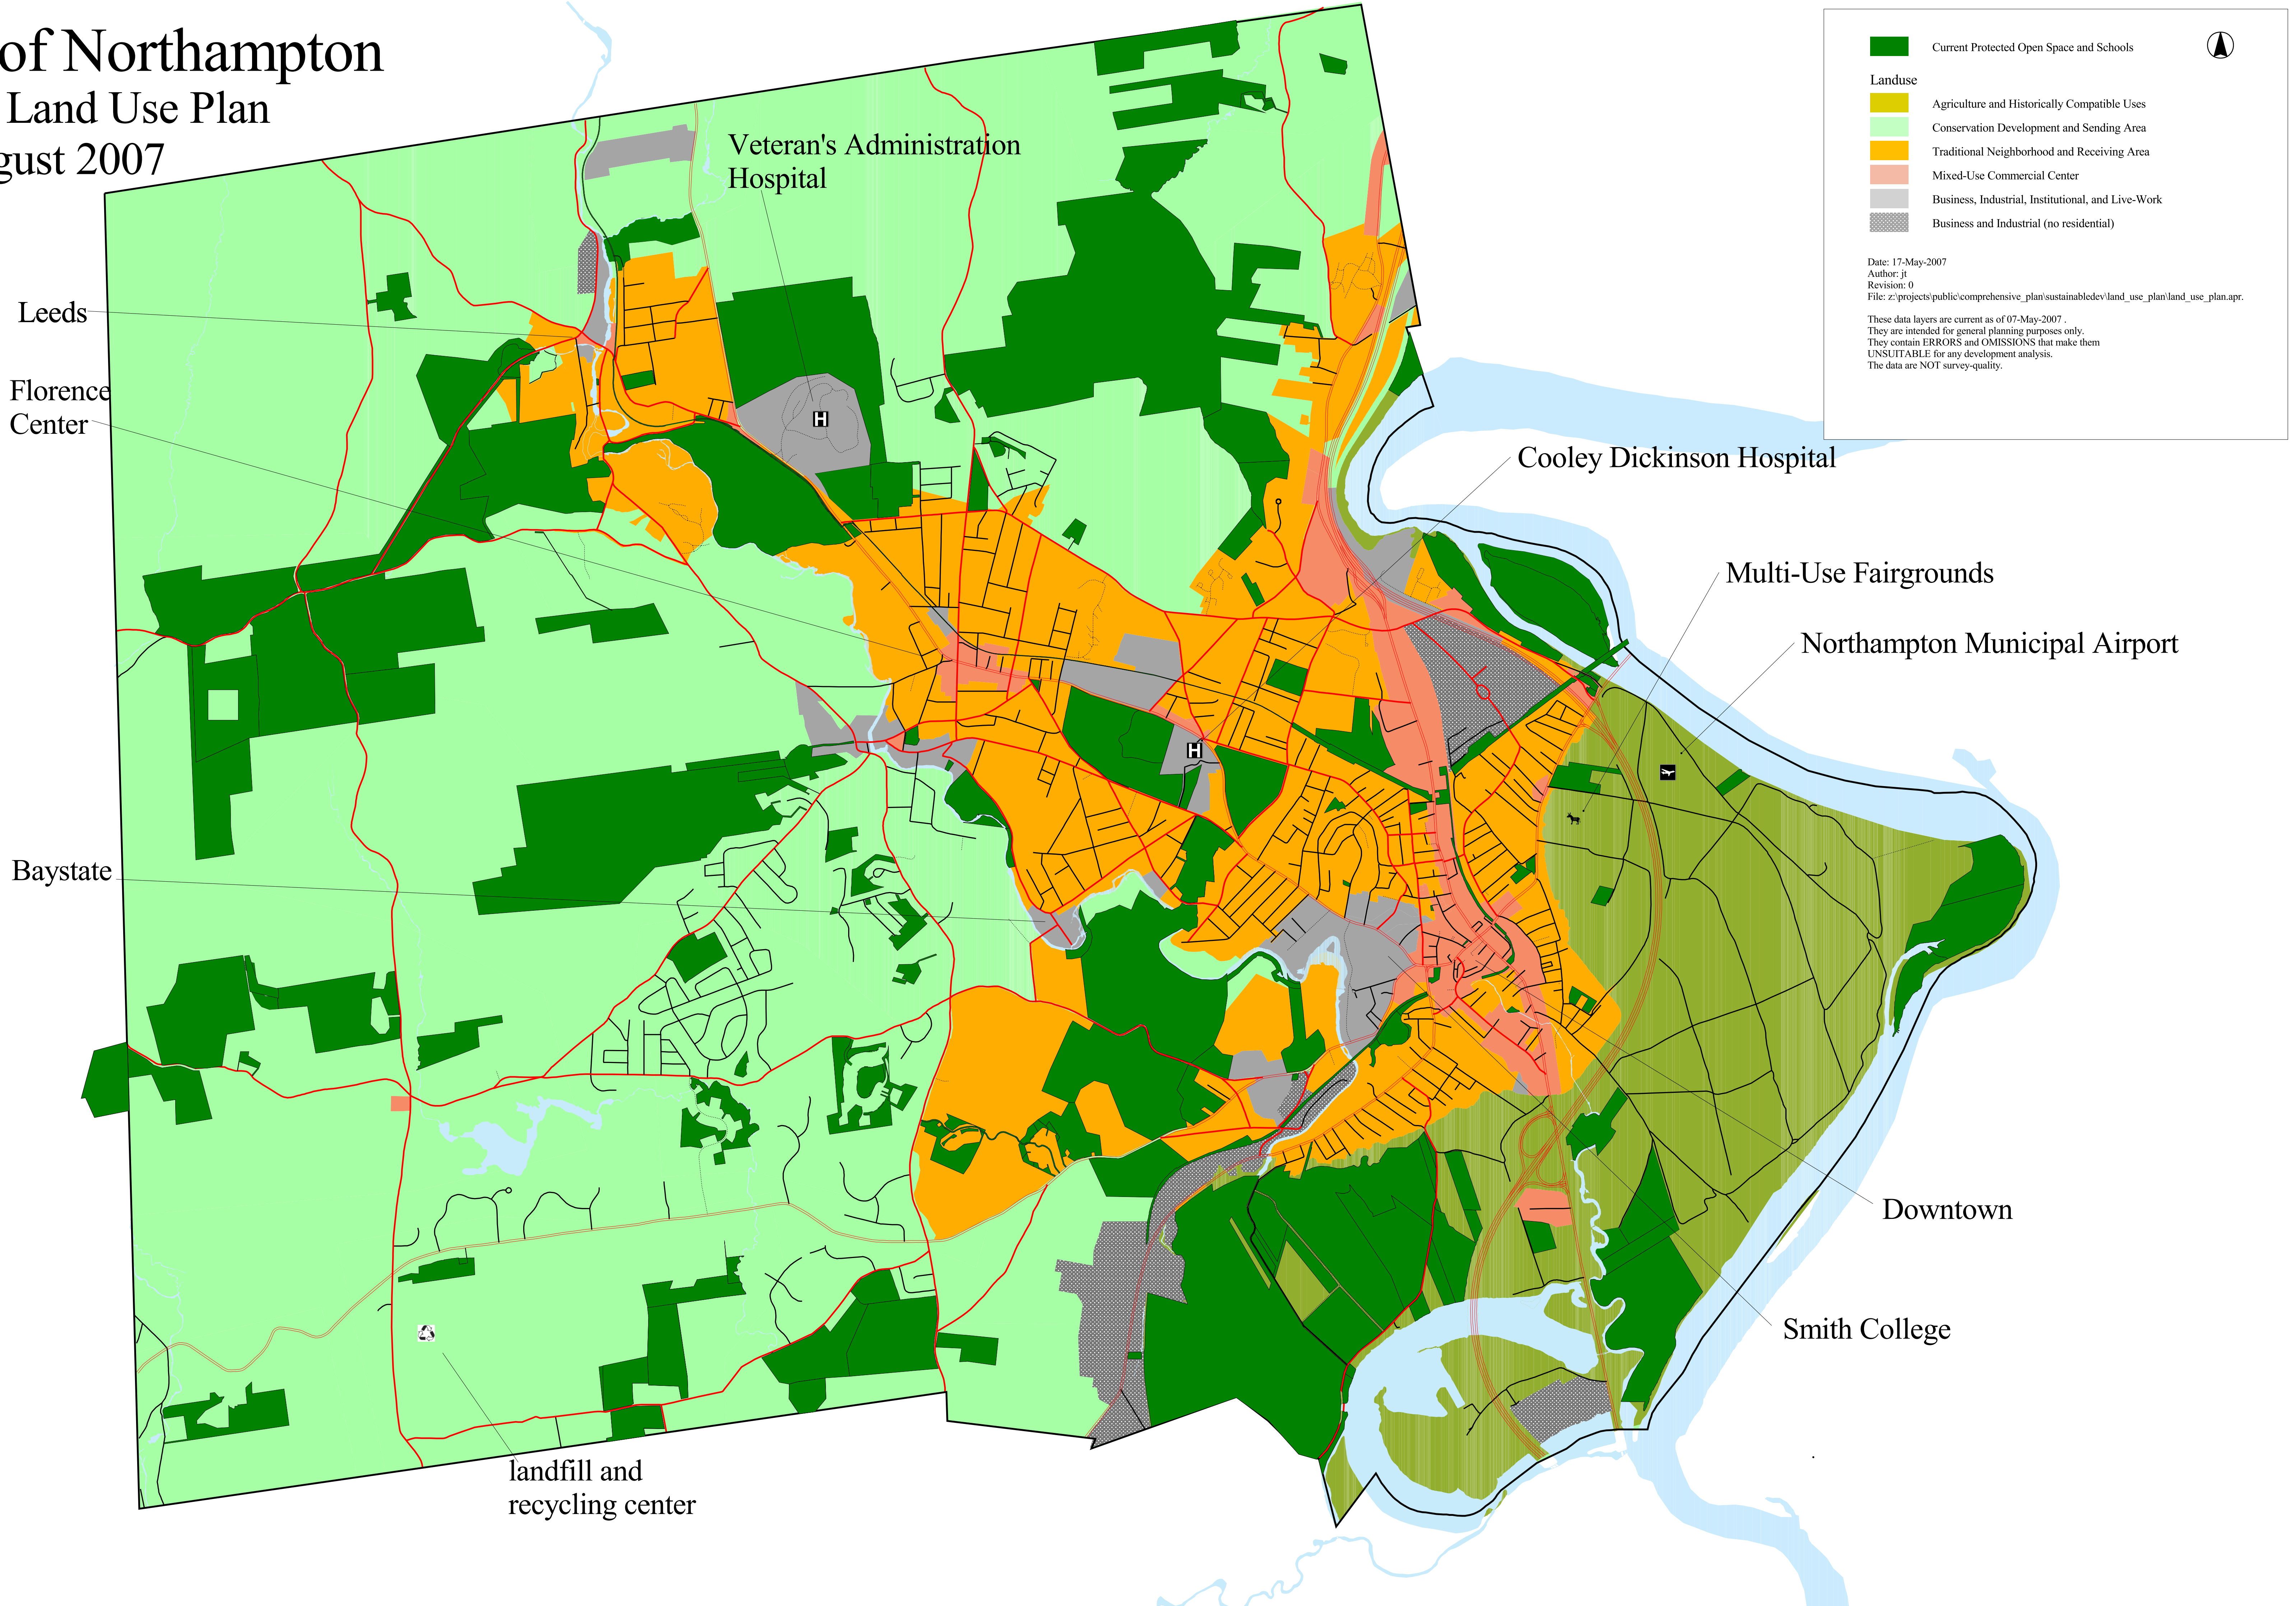 of Northampton
Land Use Plan
gust 2007
Veteran's Administration
Hospital
Leeds
Florence
Center
Baystate
landfill and
recycling center
H
H
Cooley Dickinson Hospital
Multi-Use Fairgrounds
Northampton Municipal Airport
Downtown
Smith College
Current Protected Open Space and Schools
Landuse
Agriculture and Historically Compatible Uses
Conservation Development and Sending Area
Traditional Neighborhood and Receiving Area
Mixed-Use Commercial Center
Business, Industrial, Institutional, and Live-Work
Business and Industrial (no residential)
Date: 17-May-2007
Author: jt
Revision: 0
File: z:\projects\public\comprehensive_plan\sustainabledev\land_use_plan\land_use_plan.apr.
These data layers are current as of 07-May-2007 .
They are intended for general planning purposes only.
They contain ERRORS and OMISSIONS that make them
UNSUITABLE for any development analysis.
The data are NOT survey-quality.